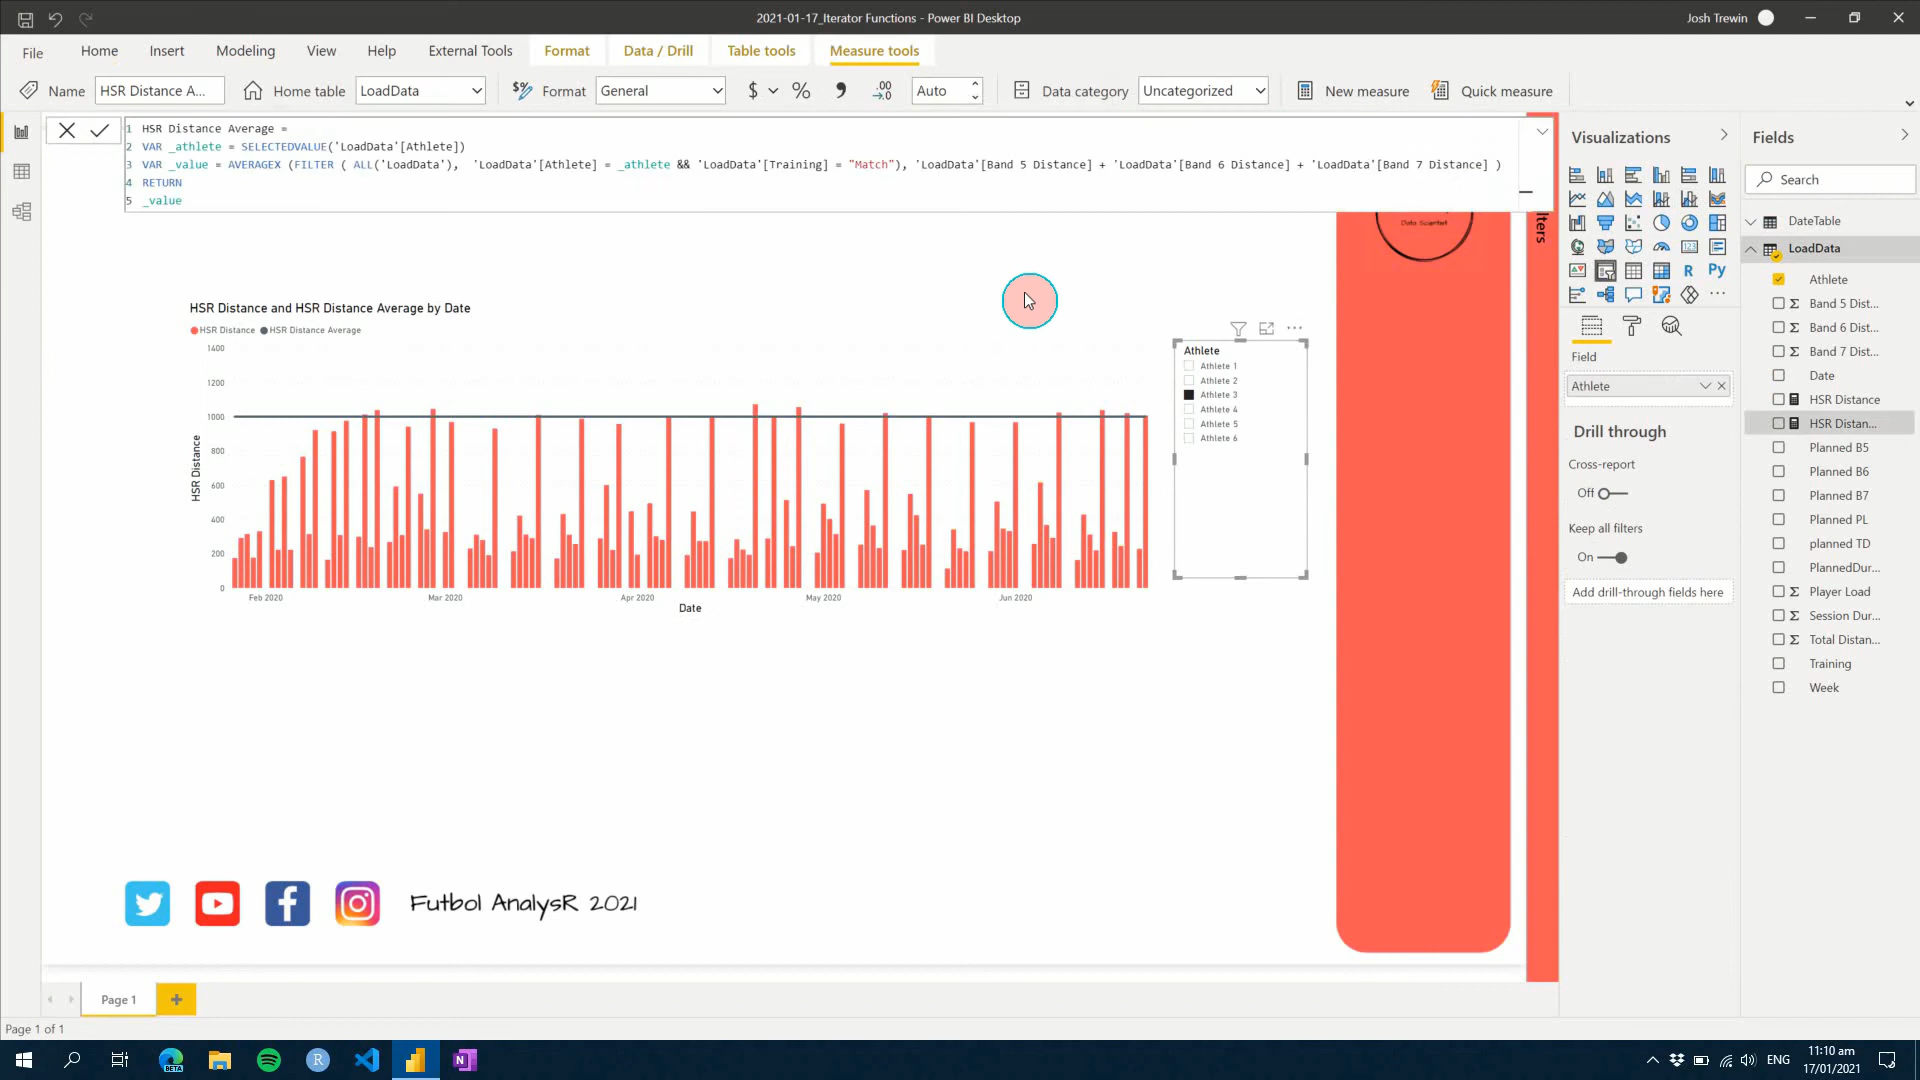 2021-01-17_Iterator Functions - Power BI Desktop
Josh Trewin
File Home Insert Modeling View Help External Tools Format Data / Drill Table tools Measure tools
Name HSR Distance A... Home table LoadData Format General $ % , .00 Auto Data category Uncategorized New measure Quick measure
1 HSR Distance Average =
2 VAR _athlete = SELECTEDVALUE('LoadData'[Athlete])
3 VAR _value = AVERAGEX (FILTER ( ALL('LoadData'), 'LoadData'[Athlete] = _athlete && 'LoadData'[Training] = "Match"), 'LoadData'[Band 5 Distance] + 'LoadData'[Band 6 Distance] + 'LoadData'[Band 7 Distance] )
4 RETURN
5 _value
Data Scientist
lters
HSR Distance and HSR Distance Average by Date
HSR Distance HSR Distance Average
1400
1200
1000
800
600
400
200
0
HSR Distance
Feb 2020 Mar 2020 Apr 2020 May 2020 Jun 2020
Date
Athlete
Athlete 1
Athlete 2
Athlete 3
Athlete 4
Athlete 5
Athlete 6
Futbol AnalysR 2021
Visualizations
R Py
Field
Athlete
Drill through
Cross-report
Off
Keep all filters
On
Add drill-through fields here
Fields
Search
DateTable
LoadData
Athlete
Band 5 Dist...
Band 6 Dist...
Band 7 Dist...
Date
HSR Distance
HSR Distan...
Planned B5
Planned B6
Planned B7
Planned PL
planned TD
PlannedDur...
Player Load
Session Dur...
Total Distan...
Training
Week
Page 1
Page 1 of 1
BETA
R
N
ENG
11:10 am
17/01/2021